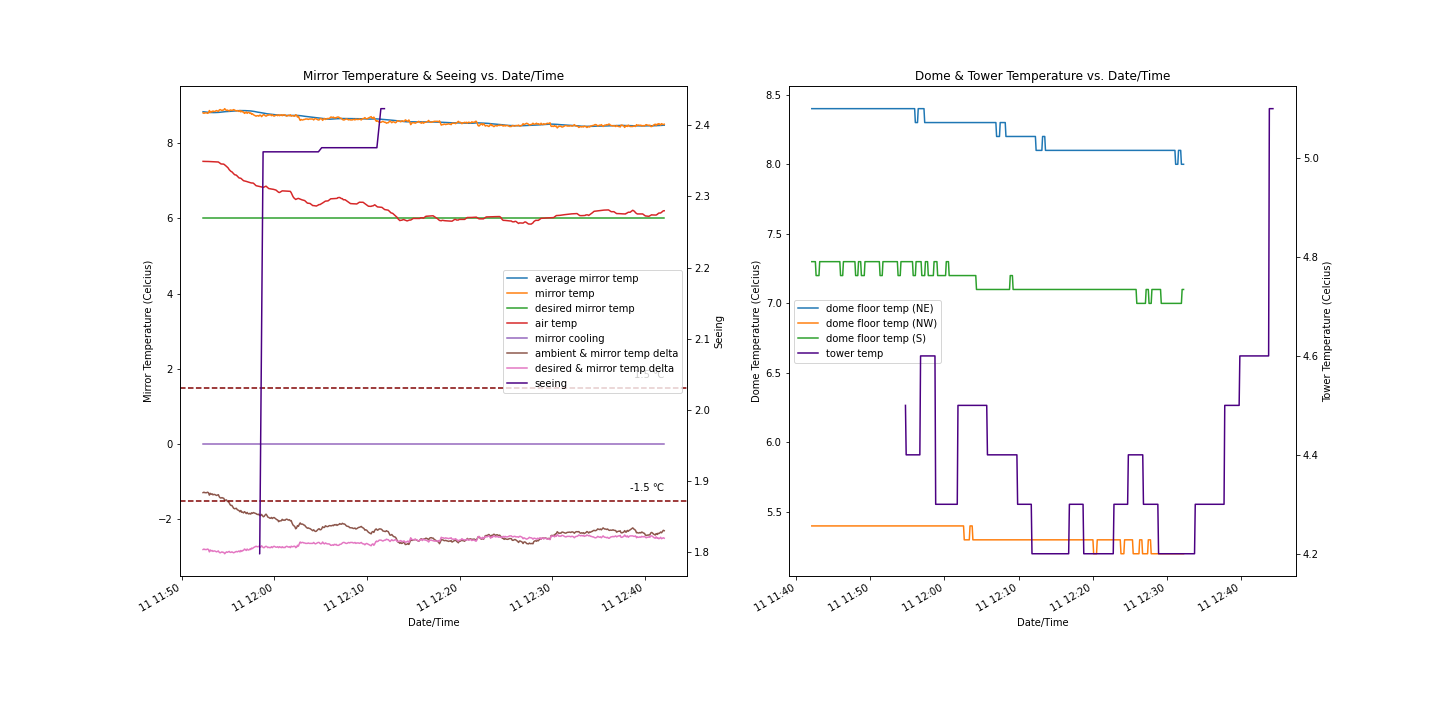 Mirror Temperature & Seeing vs. Date/Time
Mirror Temperature (Celcius)
8
6
4
2
0
−2
2.4
2.3
2.2
2.1
2.0
1.9
1.8
Seeing
average mirror temp
mirror temp
desired mirror temp
air temp
mirror cooling
ambient & mirror temp delta
desired & mirror temp delta
seeing
1.5 °C
-1.5 °C
11 11:50
11 12:00
11 12:10
11 12:20
11 12:30
11 12:40
Date/Time
Dome & Tower Temperature vs. Date/Time
Dome Temperature (Celcius)
8.5
8.0
7.5
7.0
6.5
6.0
5.5
5.0
4.8
4.6
4.4
4.2
Tower Temperature (Celcius)
dome floor temp (NE)
dome floor temp (NW)
dome floor temp (S)
tower temp
11 11:40
11 11:50
11 12:00
11 12:10
11 12:20
11 12:30
11 12:40
Date/Time